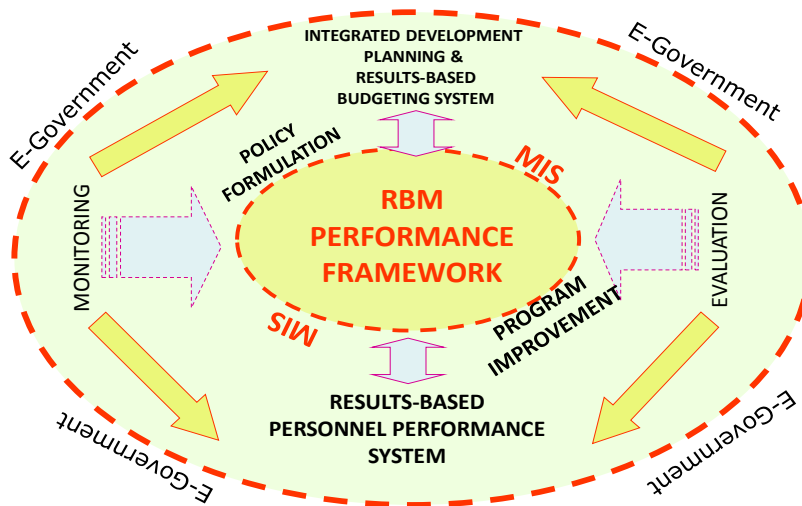 E-Government
INTEGRATED DEVELOPMENT
PLANNING &
RESULTS-BASED
BUDGETING SYSTEM
E-Government
POLICY
FORMULATION
MIS
MONITORING
RBM
PERFORMANCE
FRAMEWORK
EVALUATION
MIS
PROGRAM
IMPROVEMENT
RESULTS-BASED
PERSONNEL PERFORMANCE
SYSTEM
E-Government
E-Government